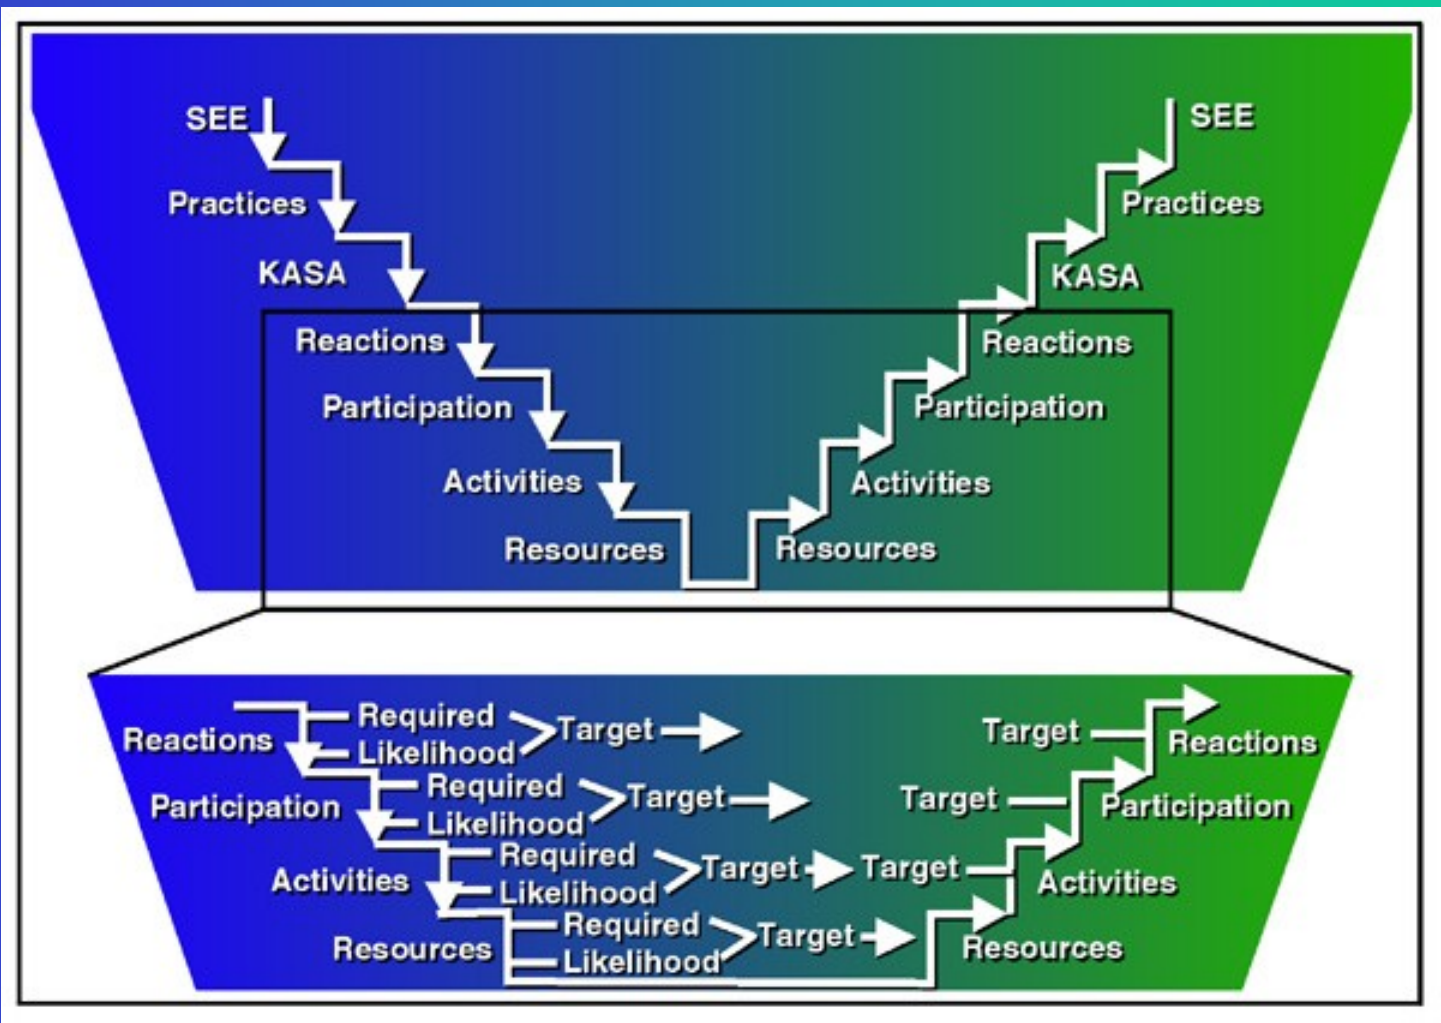 SEE SEE
Practices Practices
KASA KASA
Reactions Reactions
Participation Participation
Activities Activities
Resources Resources
Required Target Target
Reactions Likelihood Reactions
Required Target Target
Participation Likelihood Participation
Required Target Target
Activities Likelihood Activities
Required Target
Resources Likelihood Resources